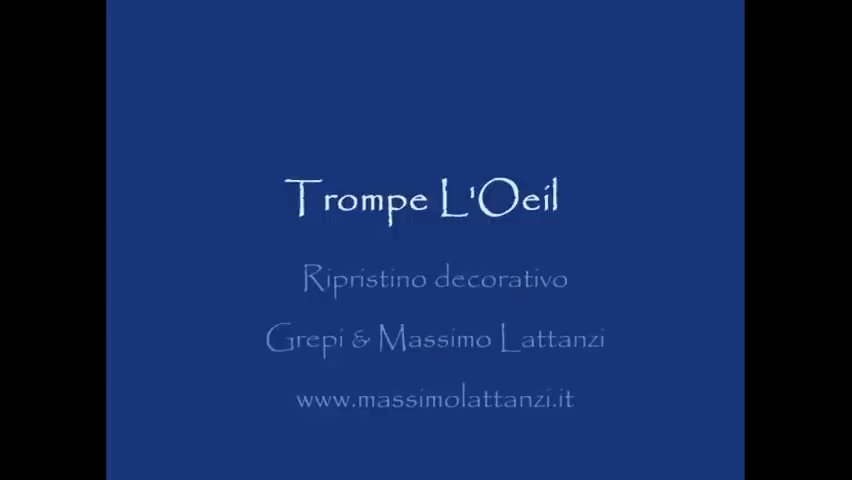 Trompe L'Oeil
Ripristino decorativo
Grepi & Massimo Lattanzi
www.massimolattanzi.it